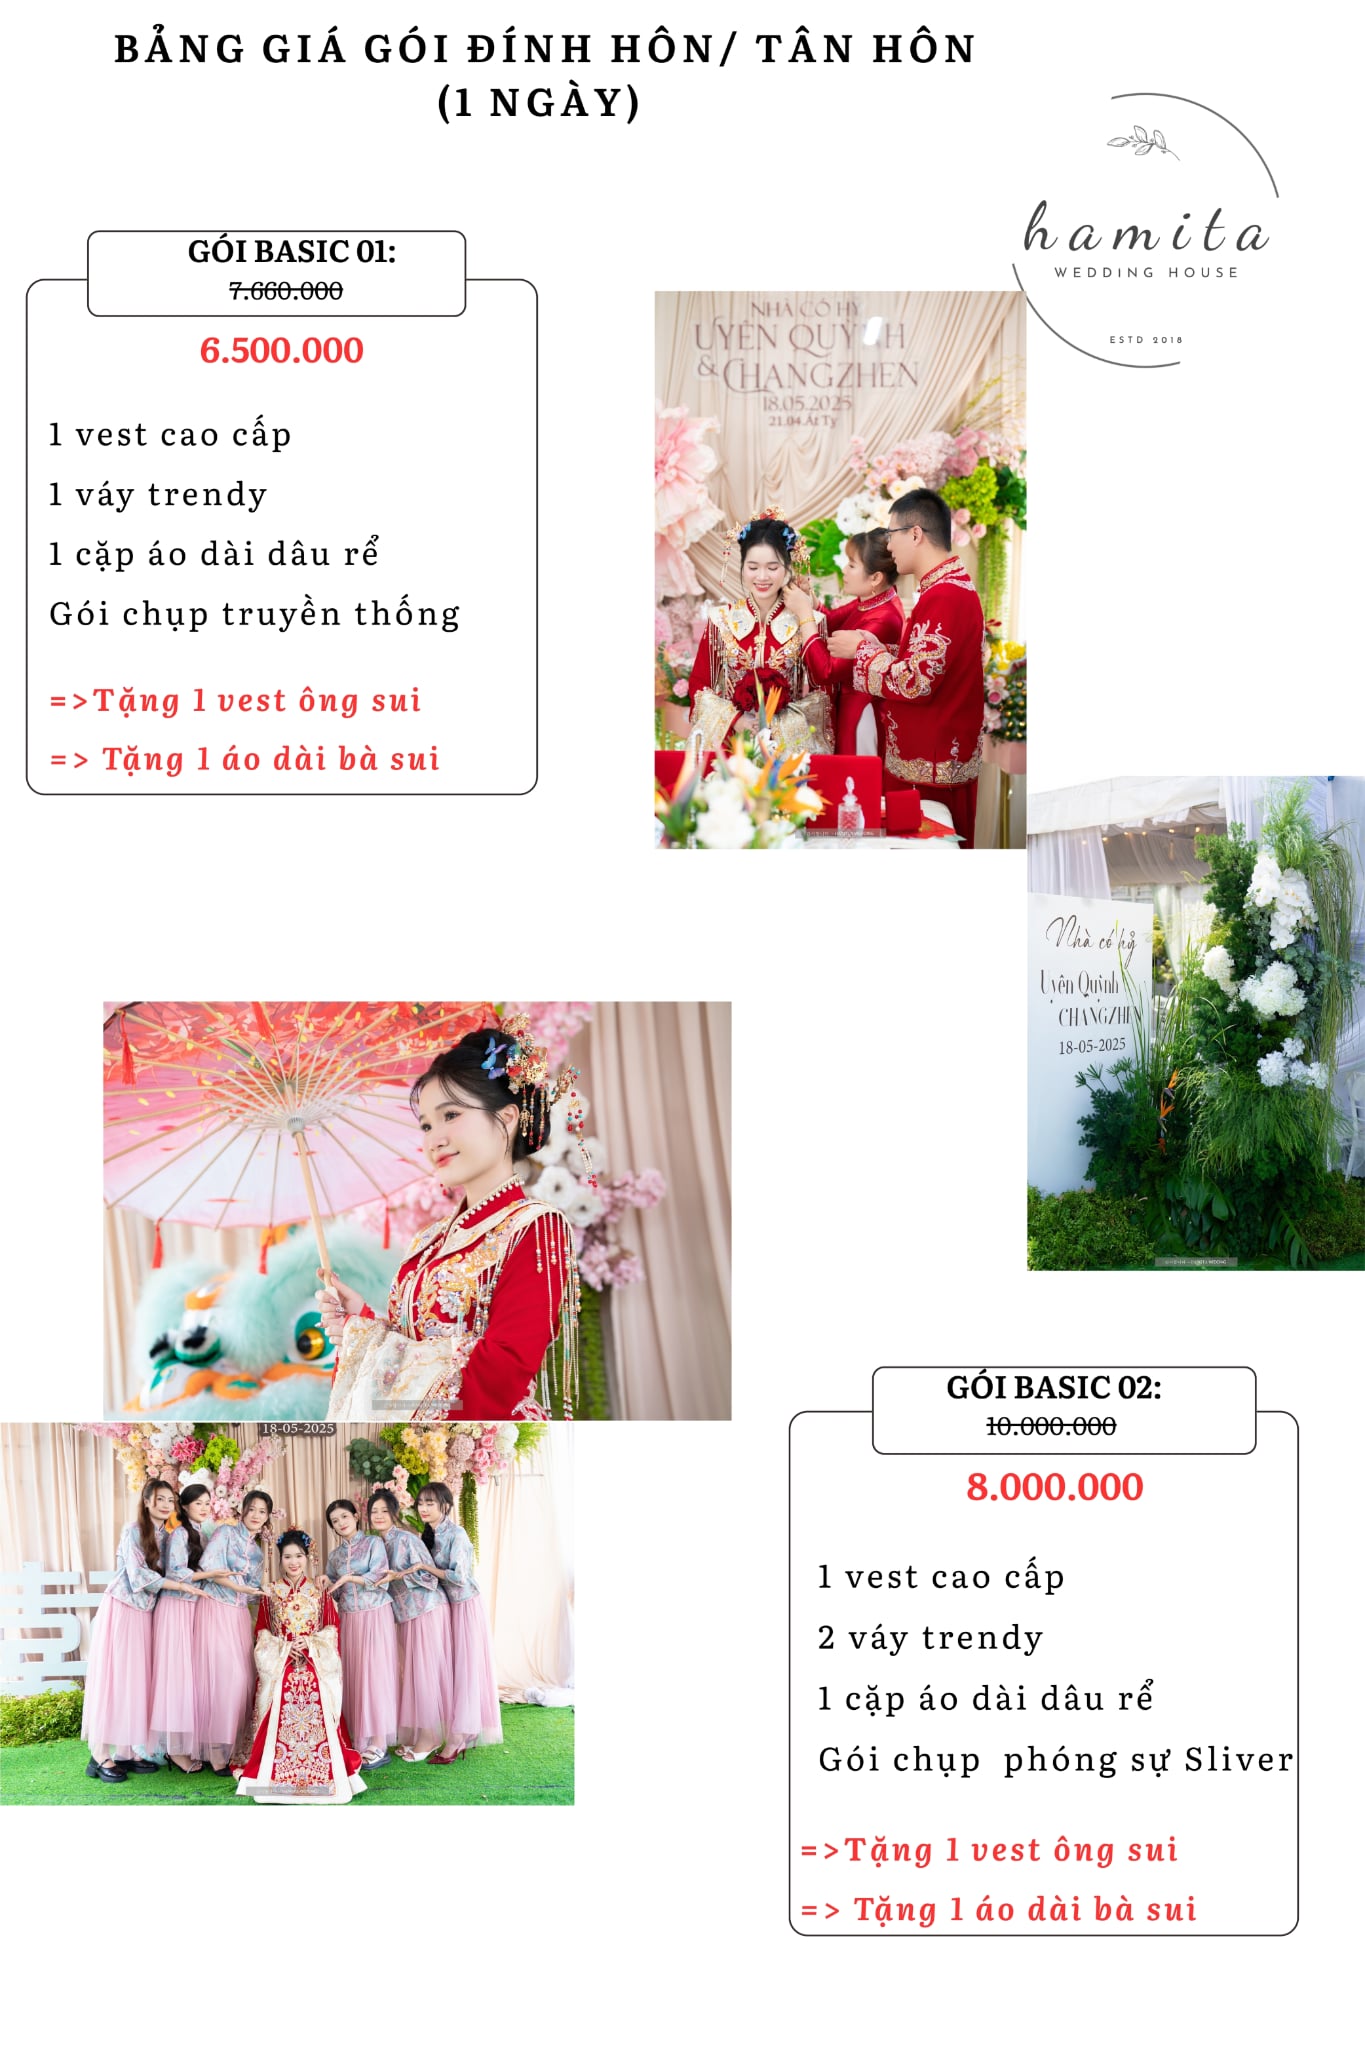 BẢNG GIÁ GÓI ĐÍNH HÔN/ TÂN HÔN
(1 NGÀY)
hamita
WEDDING HOUSE
ESTD 2018
GÓI BASIC 01:
7.660.000
6.500.000
1 vest cao cấp
1 váy trendy
1 cặp áo dài dâu rể
Gói chụp truyền thống
=>Tặng 1 vest ông sui
=> Tặng 1 áo dài bà sui
NHÀ CÓ HỶ
UYÊN QUỲNH
& CHANGZHEN
18.05.2025
21.04.Ất Tỵ
Nhà có hỷ
Uyên Quỳnh
CHANGZHEN
18-05-2025
18-05-2025
GÓI BASIC 02:
10.000.000
8.000.000
1 vest cao cấp
2 váy trendy
1 cặp áo dài dâu rể
Gói chụp  phóng sự Sliver
=>Tặng 1 vest ông sui
=> Tặng 1 áo dài bà sui